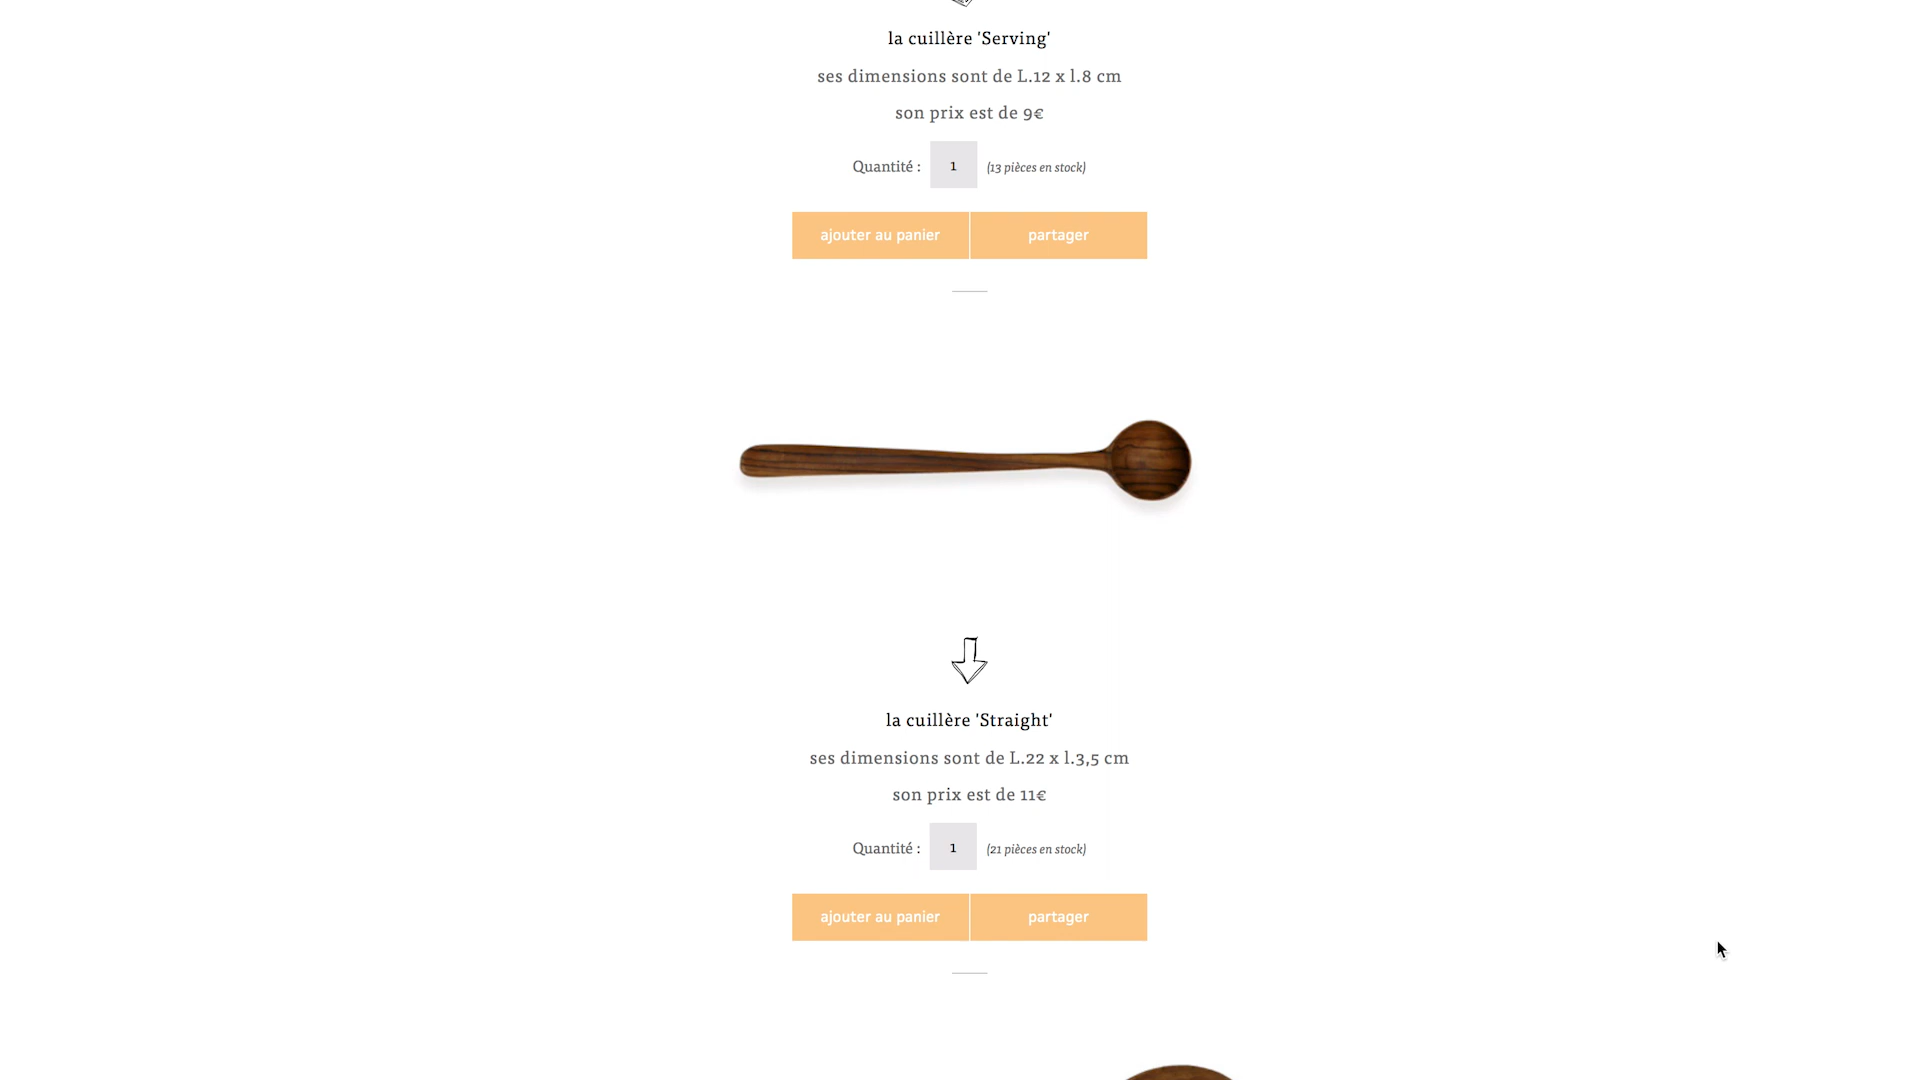 la cuillère 'Serving'
ses dimensions sont de L.12 x l.8 cm
son prix est de 9€
Quantité : 1 (13 pièces en stock)
ajouter au panier partager
la cuillère 'Straight'
ses dimensions sont de L.22 x l.3,5 cm
son prix est de 11€
Quantité : 1 (21 pièces en stock)
ajouter au panier partager